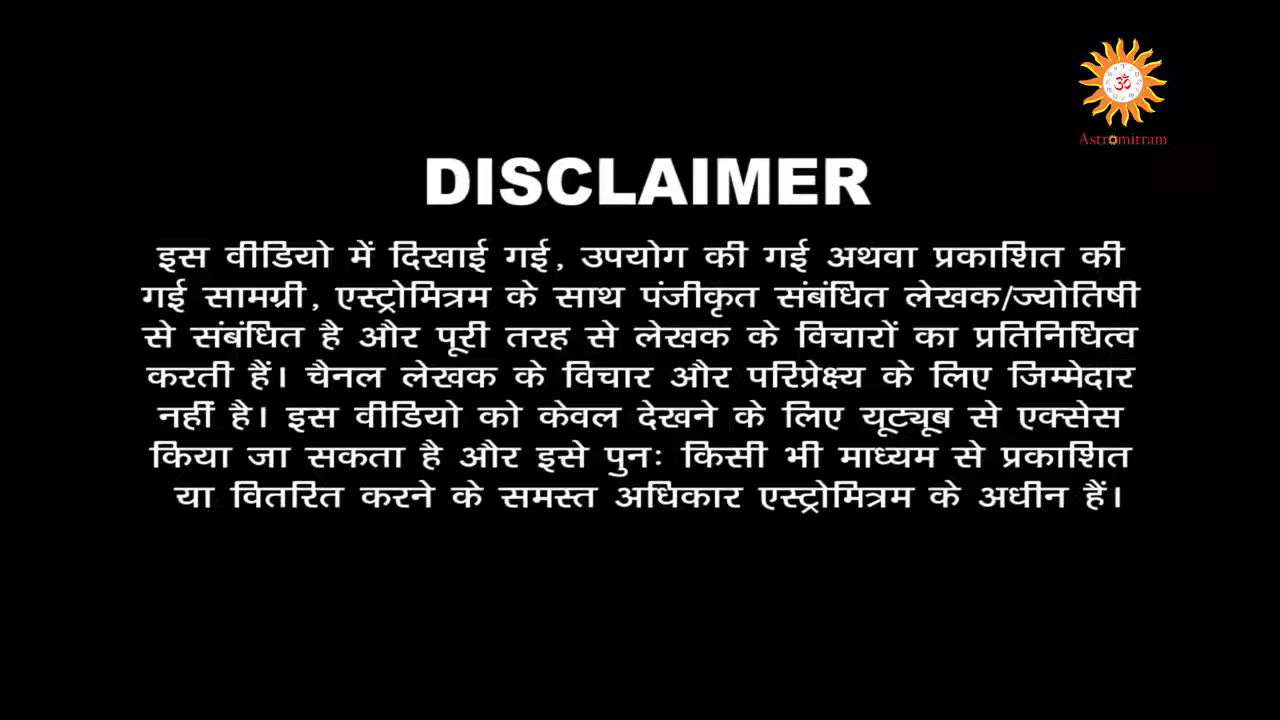 Astromitram
DISCLAIMER
इस वीडियो में दिखाई गई, उपयोग की गई अथवा प्रकाशित की
गई सामग्री, एस्ट्रोमित्रम के साथ पंजीकृत संबंधित लेखक/ज्योतिषी
से संबंधित है और पूरी तरह से लेखक के विचारों का प्रतिनिधित्व
करती हैं। चैनल लेखक के विचार और परिप्रेक्ष्य के लिए जिम्मेदार
नहीं है। इस वीडियो को केवल देखने के लिए यूट्यूब से एक्सेस
किया जा सकता है और इसे पुनः किसी भी माध्यम से प्रकाशित
या वितरित करने के समस्त अधिकार एस्ट्रोमित्रम के अधीन हैं।
ॐ